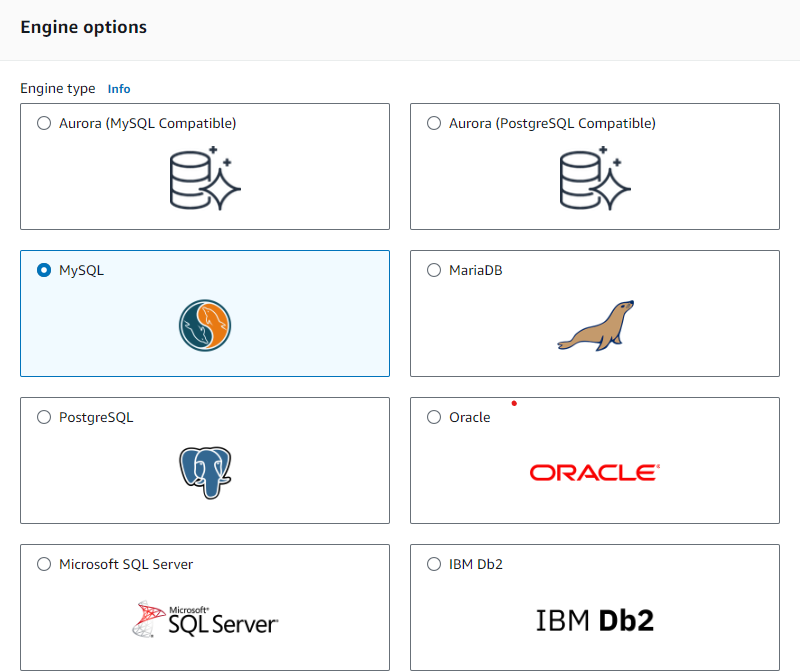 Engine options
Engine type Info
Aurora (MySQL Compatible)
Aurora (PostgreSQL Compatible)
MySQL
MariaDB
PostgreSQL
Oracle
ORACLE®
Microsoft SQL Server
Microsoft®
SQL Server
IBM Db2
IBM Db2